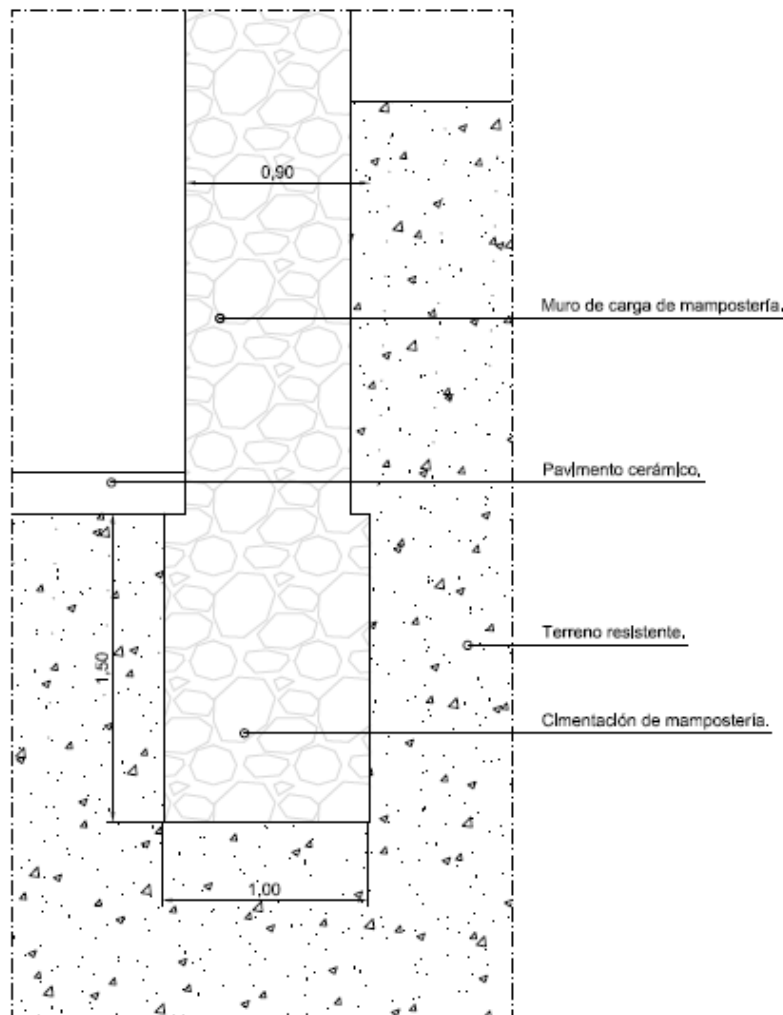 0,90
Muro de carga de mampostería.
Pavimento cerámico.
Terreno resistente.
1,50
Cimentación de mampostería.
1,00